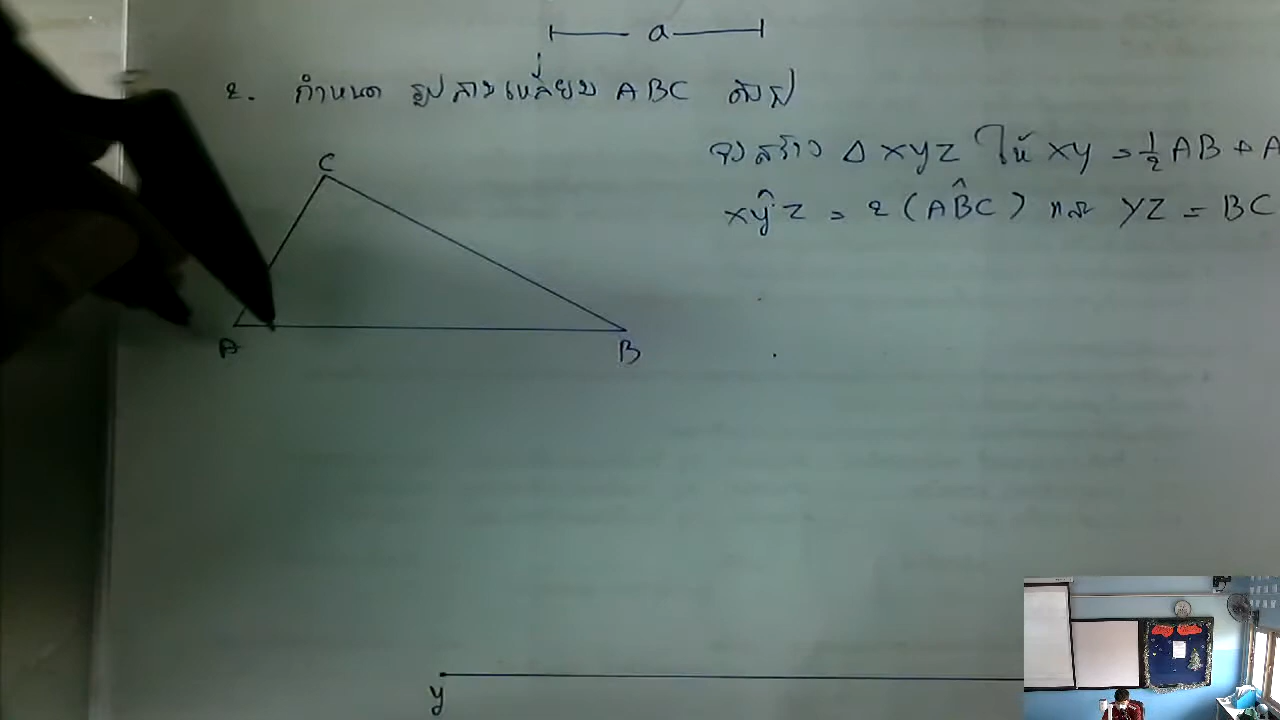 a
2. กำหนด รูปสามเหลี่ยม ABC ดังรูป
จงสร้าง Δ XYZ ให้ XY = 1/2 AB + A
XŶZ = 2 (AB̂C) และ YZ = BC
C
A
B
y